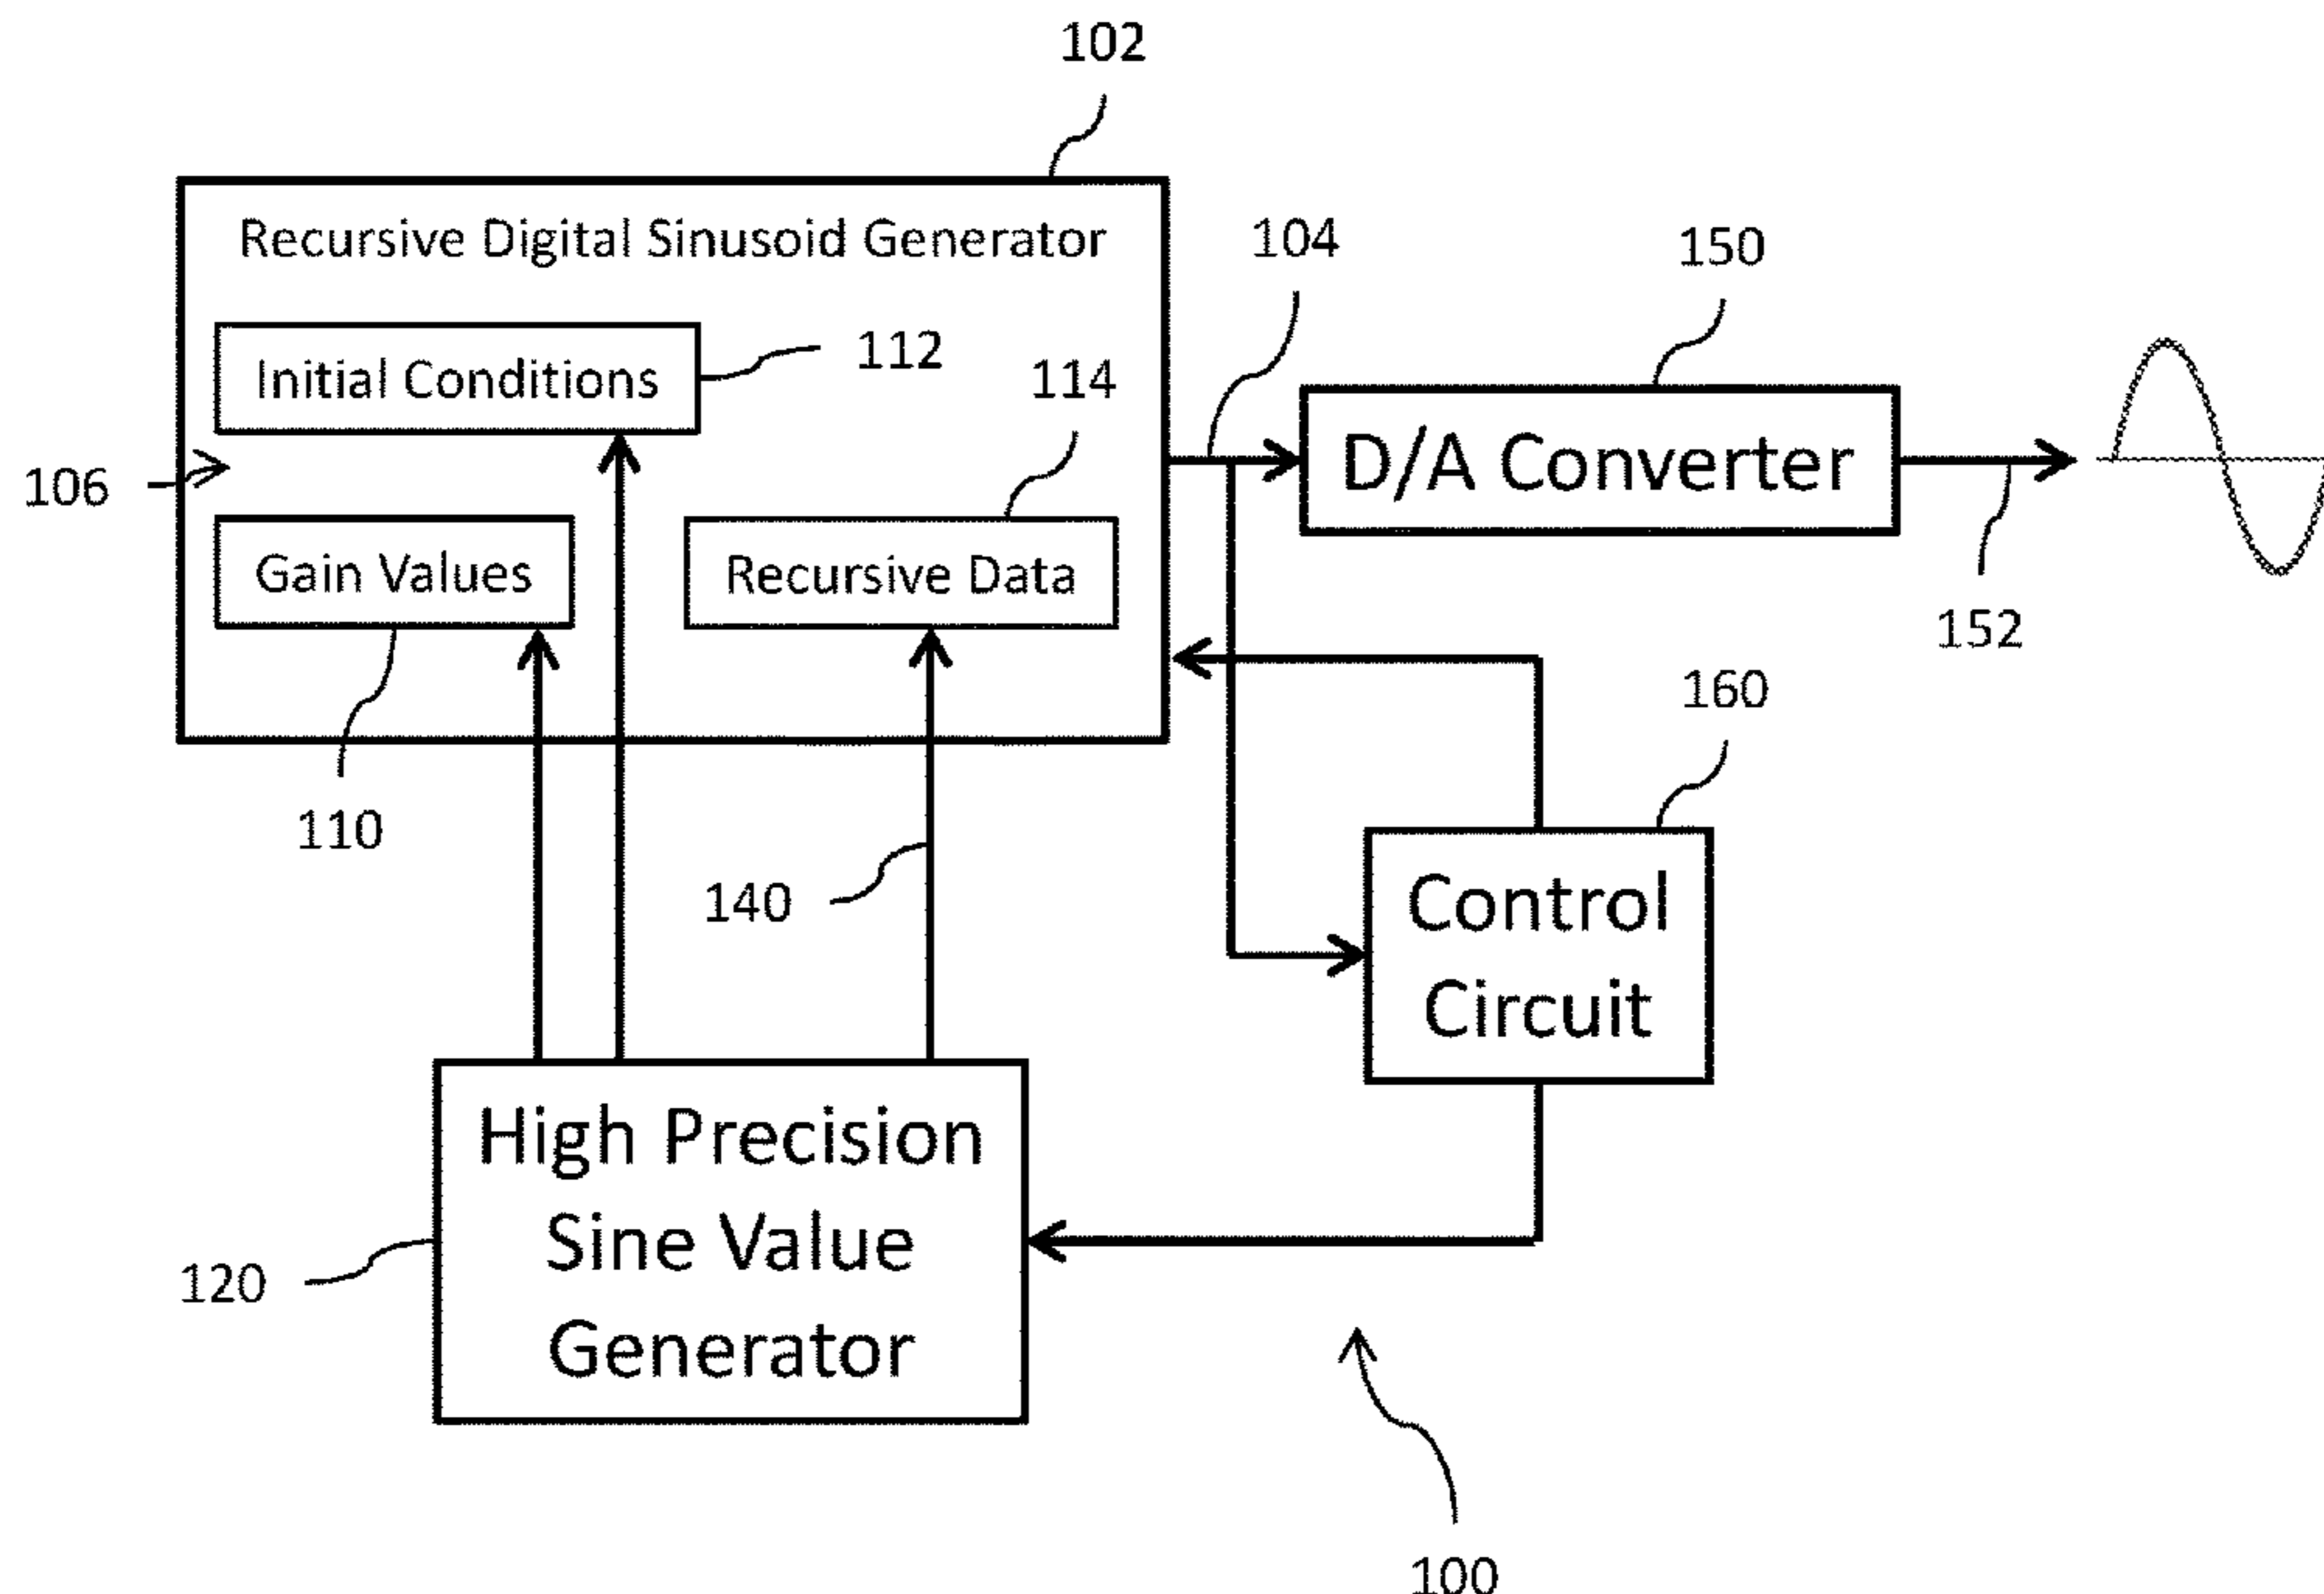 102
Recursive Digital Sinusoid Generator
104
150
Initial Conditions
112
114
D/A Converter
106
Gain Values
Recursive Data
152
160
110
140
Control
Circuit
High Precision
Sine Value
Generator
120
100